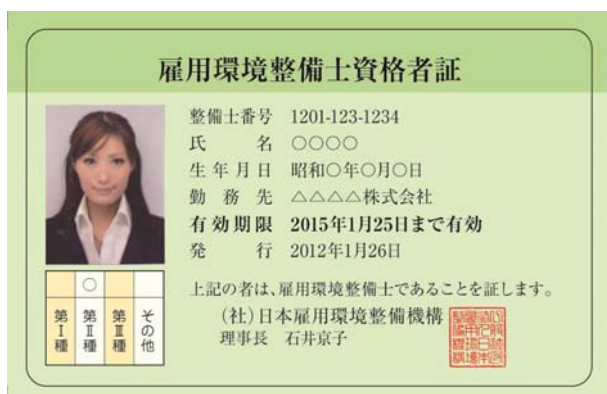 雇用環境整備士資格者証
整備士番号 1201-123-1234
氏名 ○○○○
生年月日 昭和○年○月○日
勤務先 △△△△株式会社
有効期限 2015年1月25日まで有効
発行 2012年1月26日
上記の者は、雇用環境整備士であることを証します。
(社)日本雇用環境整備機構
理事長 石井京子
○
第Ⅰ種 第Ⅱ種 第Ⅲ種 その他